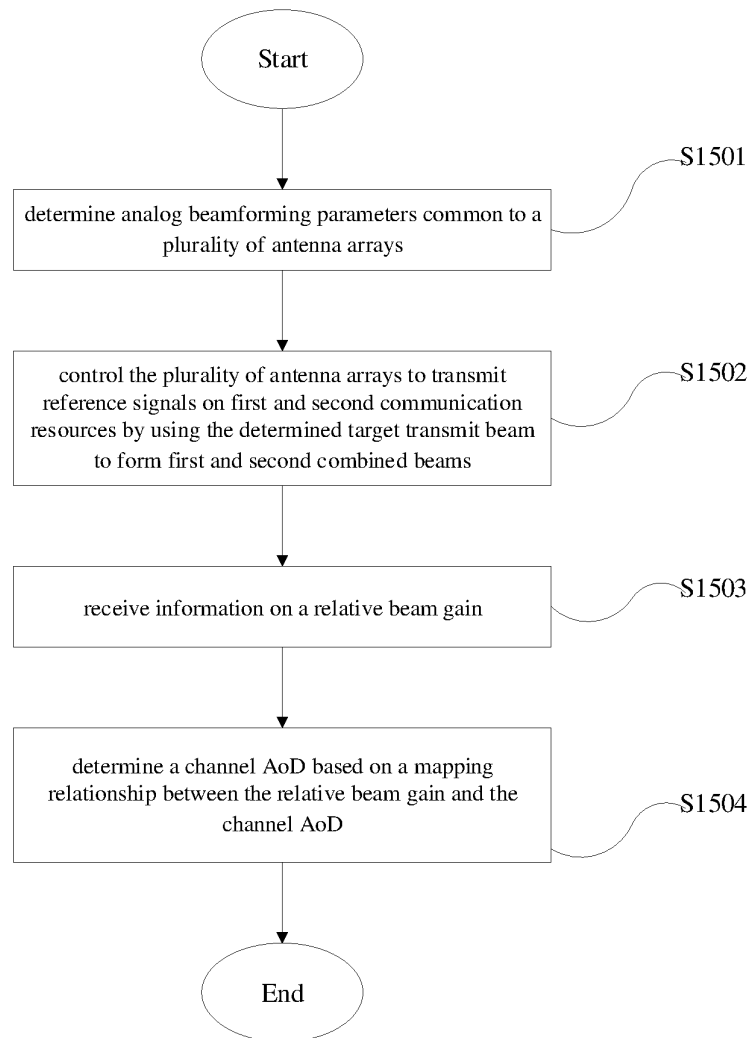 Start
S1501
determine analog beamforming parameters common to a
plurality of antenna arrays
S1502
control the plurality of antenna arrays to transmit
reference signals on first and second communication
resources by using the determined target transmit beam
to form first and second combined beams
S1503
receive information on a relative beam gain
determine a channel AoD based on a mapping
relationship between the relative beam gain and the
channel AoD
S1504
End